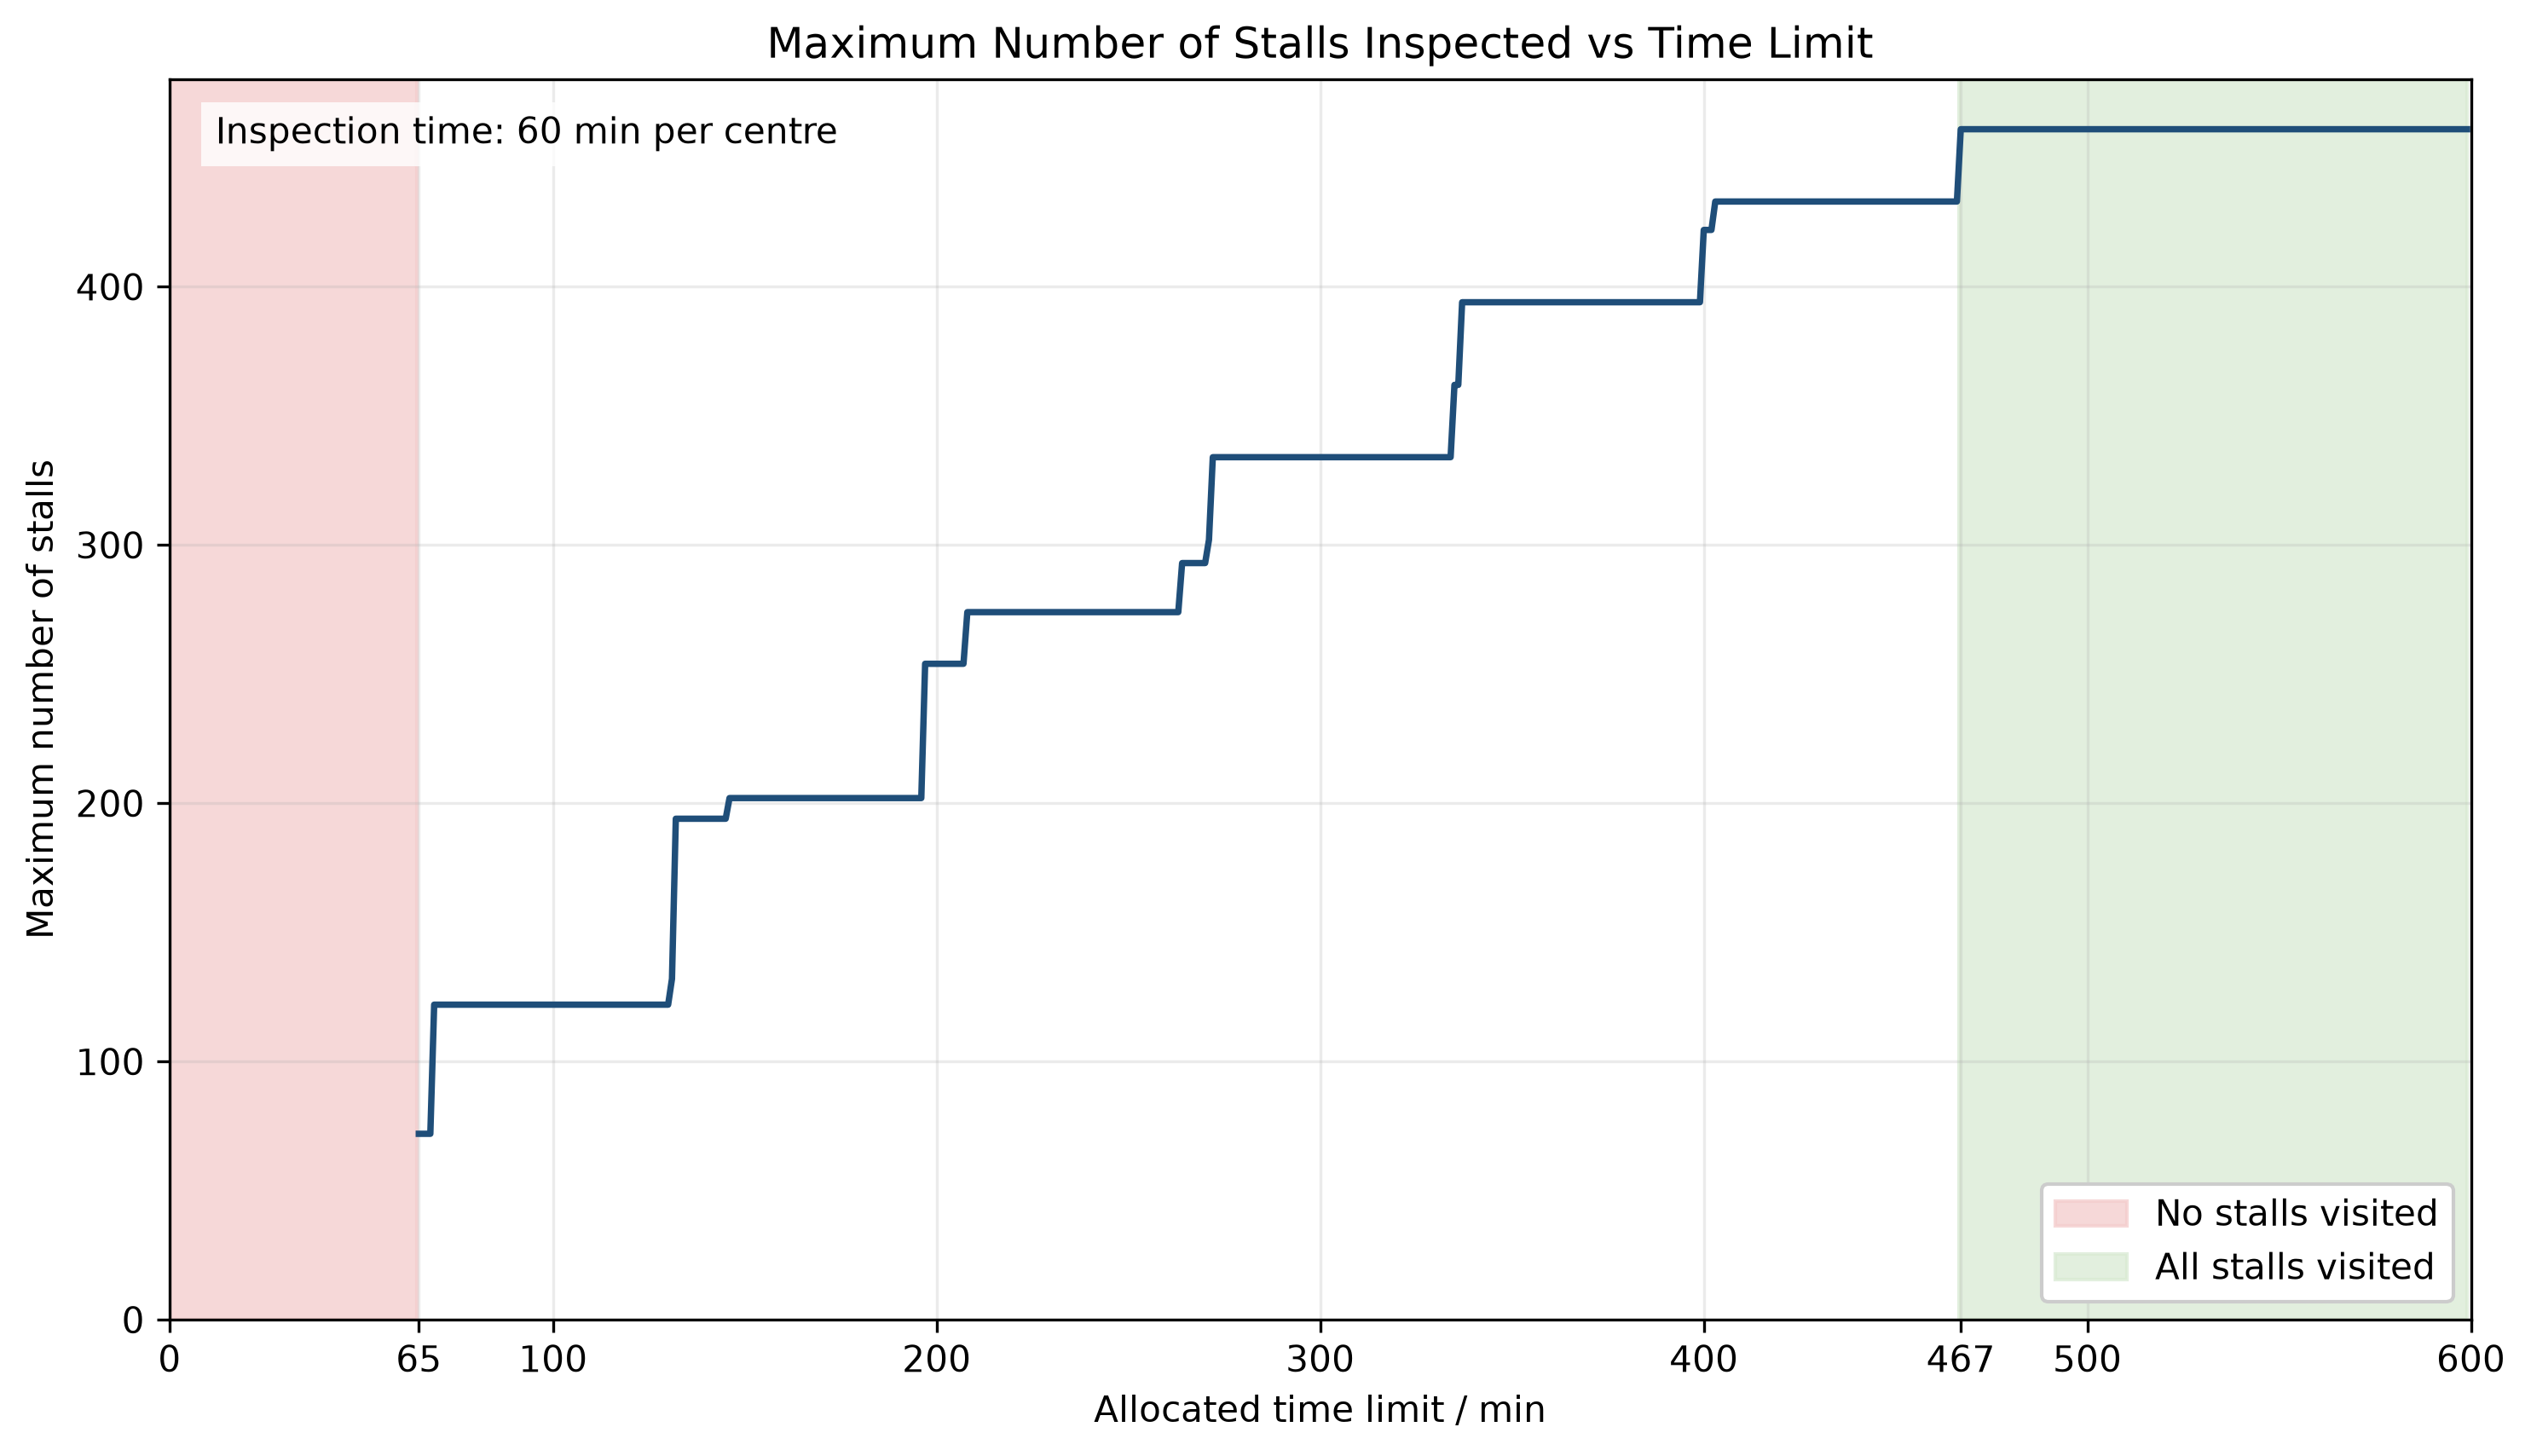 Maximum Number of Stalls Inspected vs Time Limit
Inspection time: 60 min per centre
Maximum number of stalls
400
300
200
100
0
0 65 100 200 300 400 467 500 600
Allocated time limit / min
No stalls visited
All stalls visited